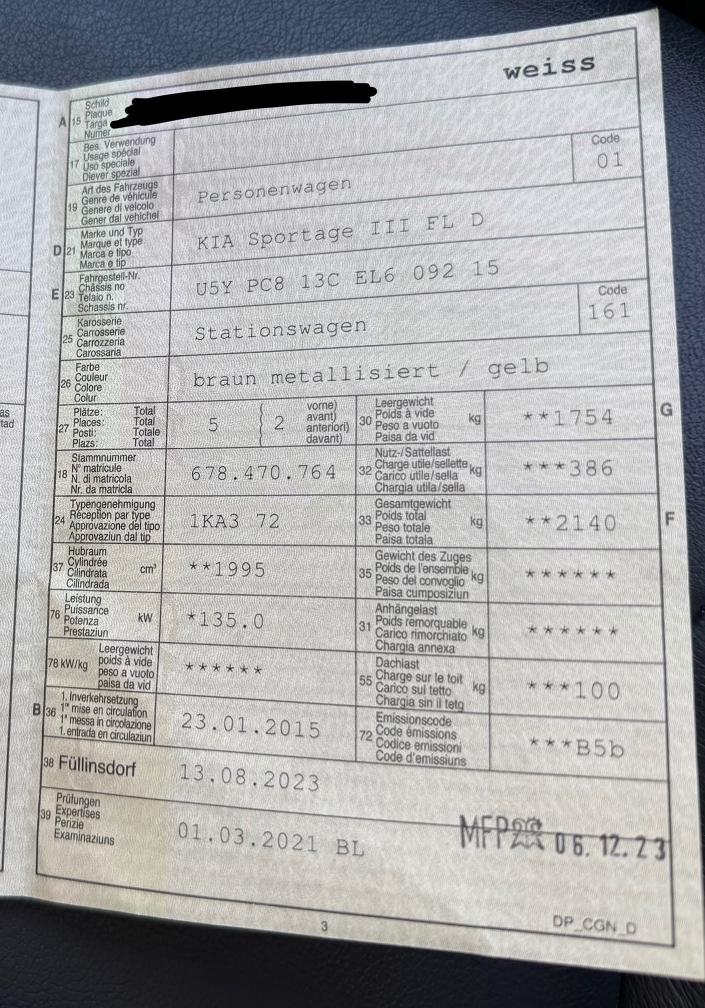 weiss
A 15 Schild
Plaque
Targa
Numer
17 Bes. Verwendung
Usage spécial
Uso speciale
Diever spezial
Code
01
19 Art des Fahrzeugs
Genre de véhicule
Genere di veicolo
Gener dal vehichel
Personenwagen
D 21 Marke und Typ
Marque et type
Marca e tipo
Marca e tip
KIA Sportage III FL D
E 23 Fahrgestell-Nr.
Châssis no
Telaio n.
Schassis nr.
U5Y PC8 13C EL6 092 15
25 Karosserie
Carrosserie
Carrozzeria
Carossaria
Stationswagen
Code
161
26 Farbe
Couleur
Colore
Colur
braun metallisiert / gelb
27 Plätze: Total
Places: Total
Posti: Totale
Plazs: Total
5 { 2 vorne)
avant)
anteriori)
davant)
30 Leergewicht
Poids à vide
Peso a vuoto
Paisa da vid
kg
**1754
G
18 Stammnummer
N° matricule
N. di matricola
Nr. da matricla
678.470.764
32 Nutz-/Sattellast
Charge utile/sellette
Carico utile/sella
Chargia utila/sella
kg
***386
24 Typengenehmigung
Réception par type
Approvazione del tipo
Approvaziun dal tip
1KA3 72
33 Gesamtgewicht
Poids total
Peso totale
Paisa totala
kg
**2140
F
37 Hubraum
Cylindrée
Cilindrata
Cilindrada
cm³
**1995
35 Gewicht des Zuges
Poids de l'ensemble
Peso del convoglio
Paisa cumposiziun
kg
******
76 Leistung
Puissance
Potenza
Prestaziun
kW
*135.0
31 Anhängelast
Poids remorquable
Carico rimorchiato
Chargia annexa
kg
******
78 kW/kg Leergewicht
poids à vide
peso a vuoto
paisa da vid
******
55 Dachlast
Charge sur le toit
Carico sul tetto
Chargia sin il tetg
kg
***100
B 36 1. Inverkehrsetzung
1re mise en circulation
1a messa in circolazione
1. entrada en circulaziun
23.01.2015
72 Emissionscode
Code émissions
Codice emissioni
Code d'emissiuns
***B5b
38 Füllinsdorf
13.08.2023
39 Prüfungen
Expertises
Perizie
Examinaziuns
01.03.2021 BL
MFP 06.12.23
3
DP_CGN_D